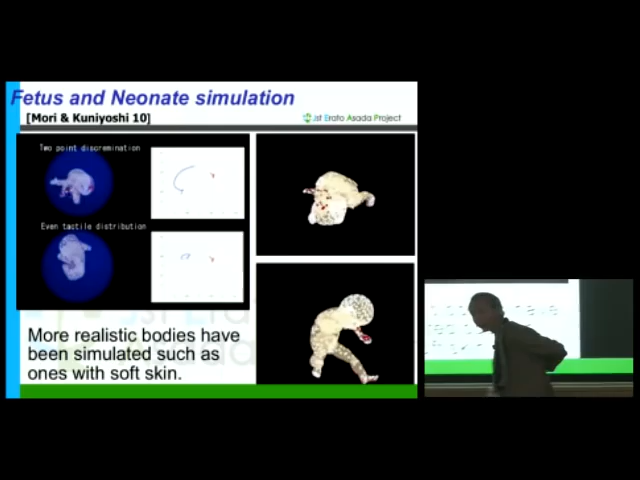 Fetus and Neonate simulation
[Mori & Kuniyoshi 10]
Jst Erato Asada Project
Two point discremination
Even tactile distribution
More realistic bodies have
been simulated such as
ones with soft skin.